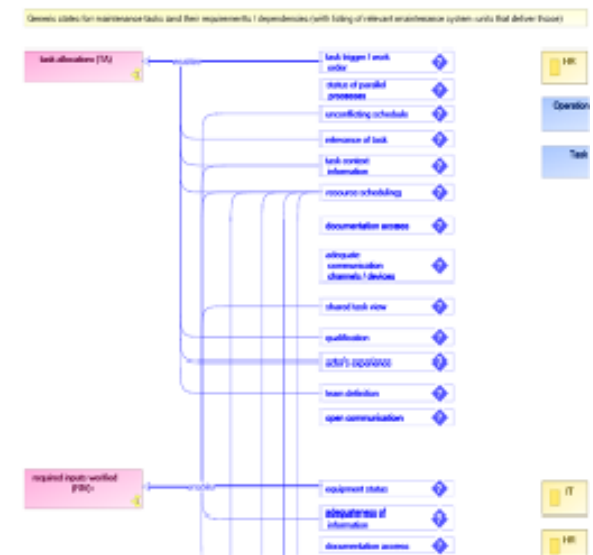 Generic states for maintenance tasks (and their requirements / dependencies (with listing of relevant maintenance system units that deliver those)
task allocations (TA)
task trigger / work
order
status of parallel
processes
unconflicting schedule
relevance of task
task context
information
resource schedulings
documentation access
adequate
communication
channels / devices
shared task view
qualification
actor's experience
team definition
open communication
HR
Operation
Task
required inputs verified
equipment status
adequateness of
information
documentation access
IT
HR